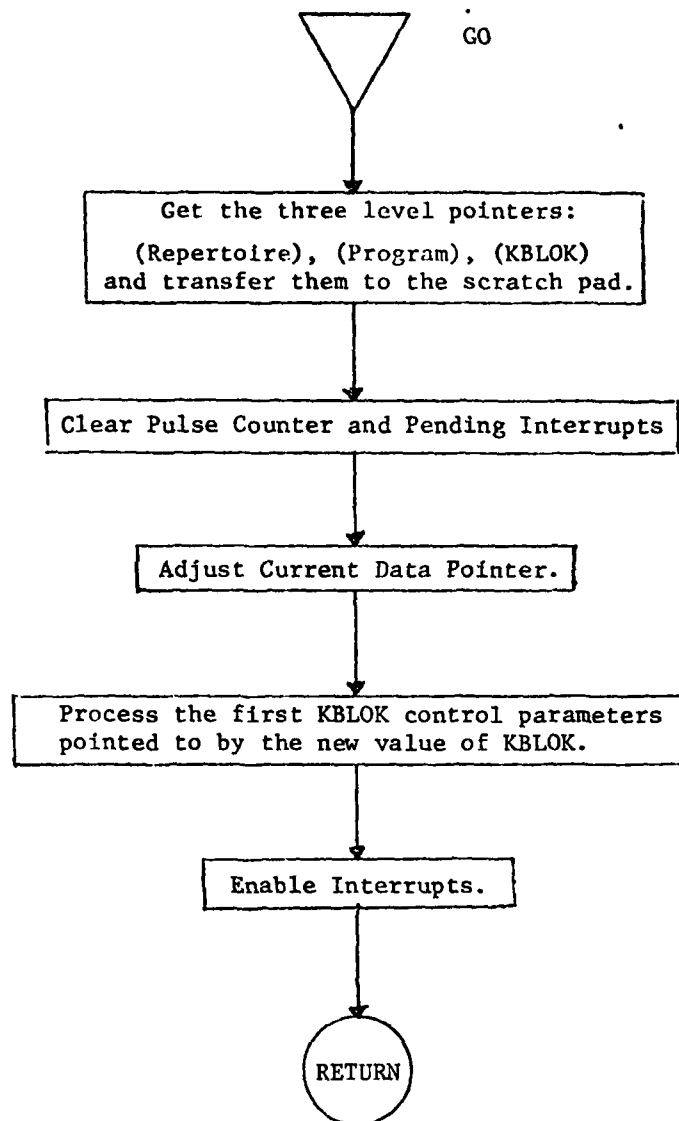 GO
Get the three level pointers:
(Repertoire), (Program), (KBLOK)
and transfer them to the scratch pad.
Clear Pulse Counter and Pending Interrupts
Adjust Current Data Pointer.
Process the first KBLOK control parameters
pointed to by the new value of KBLOK.
Enable Interrupts.
RETURN